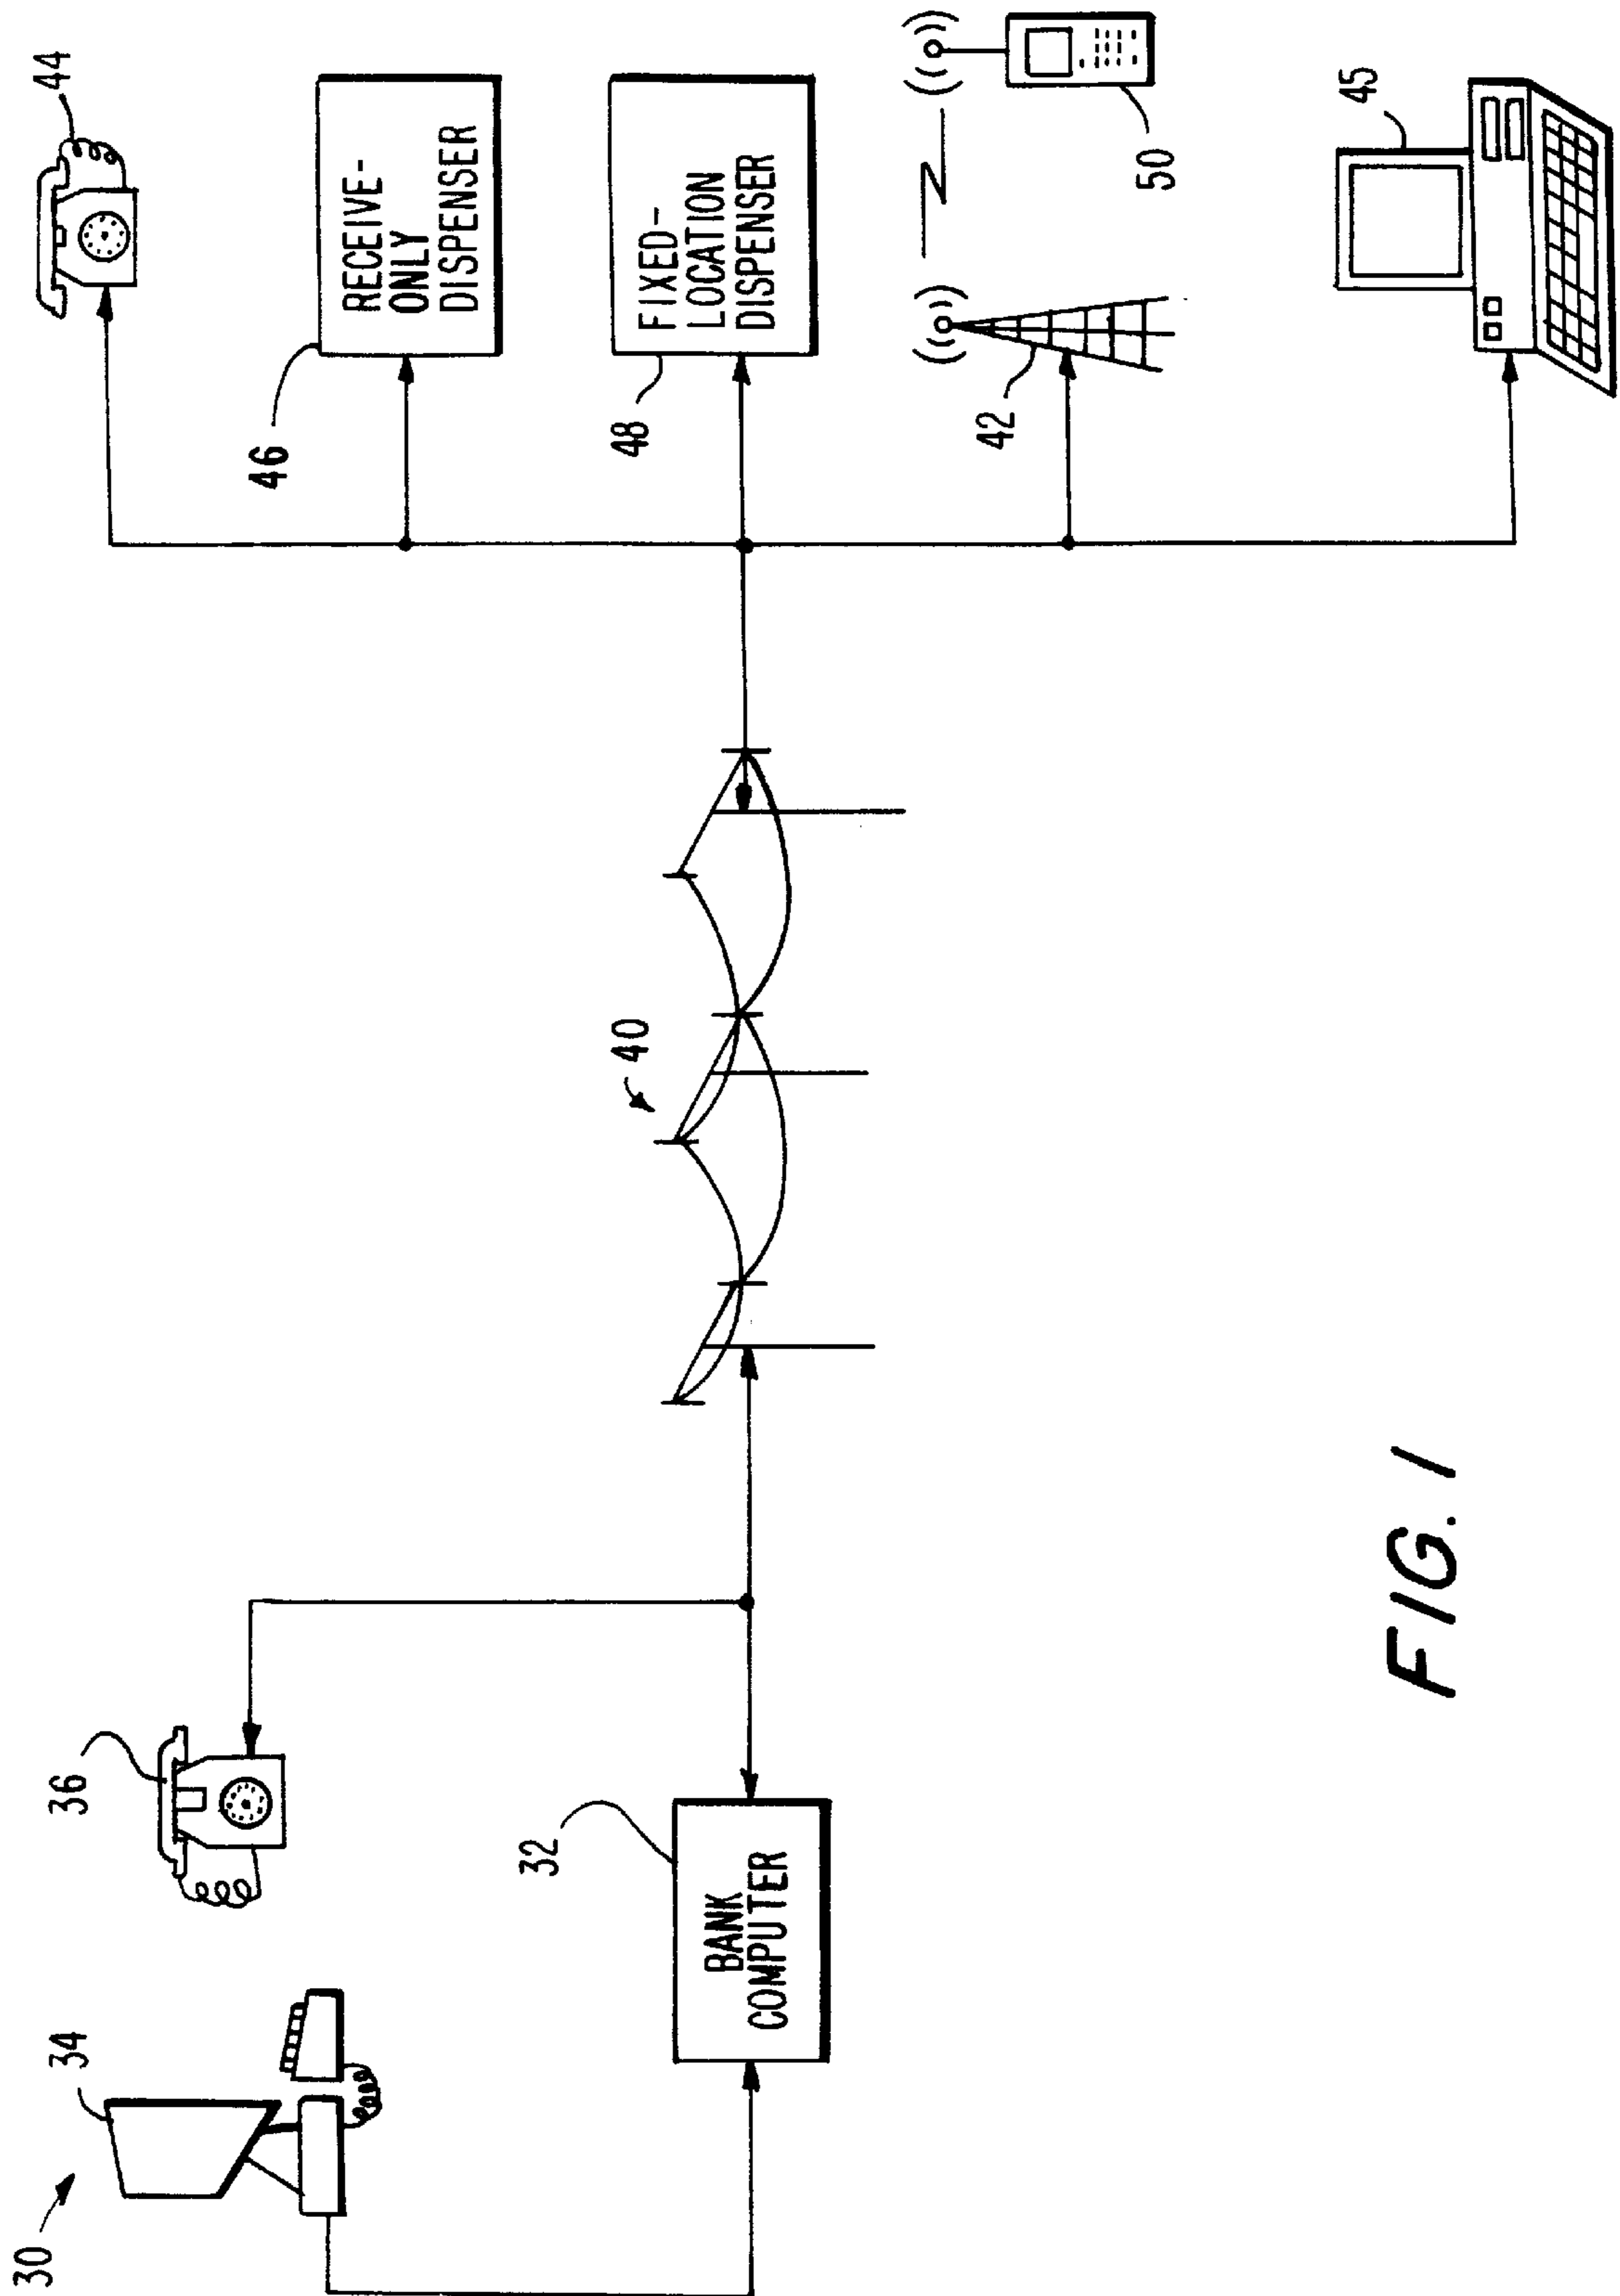 30
34
36
32
BANK
COMPUTER
40
44
46
RECEIVE-
ONLY
DISPENSER
48
FIXED-
LOCATION
DISPENSER
42
50
45
FIG. 1